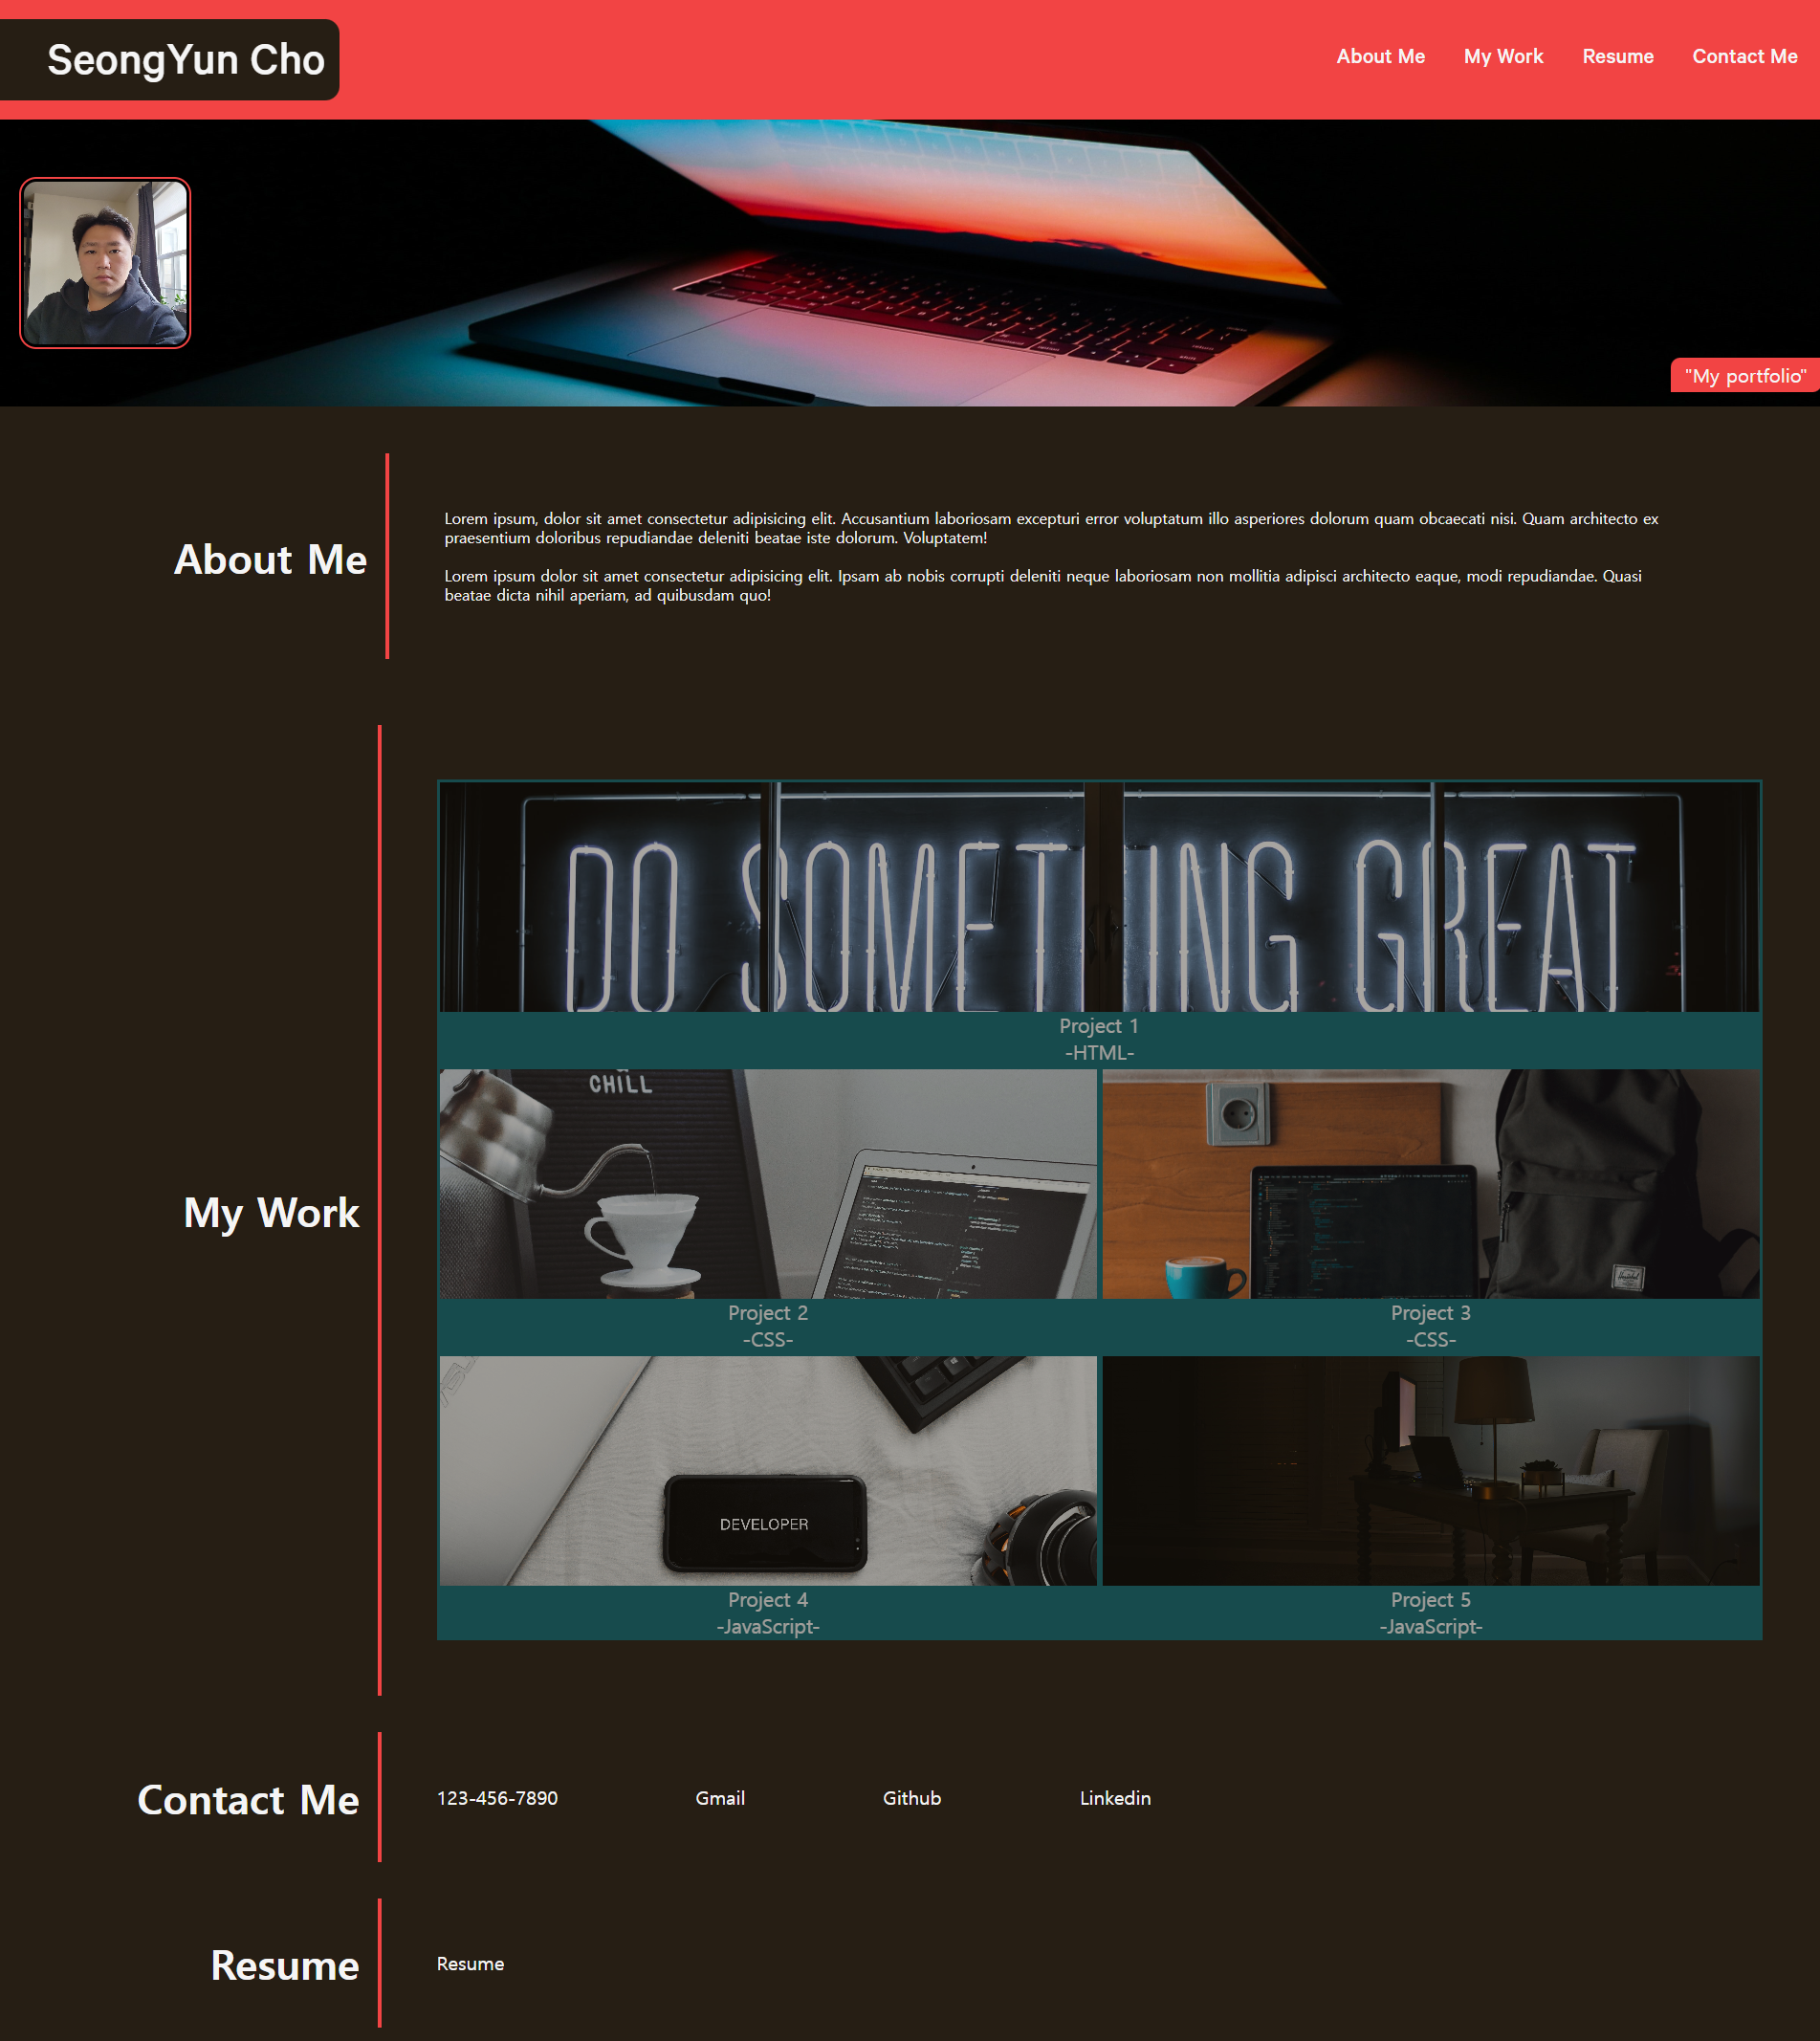 SeongYun Cho
About Me
My Work
Resume
Contact Me
"My portfolio"
About Me
Lorem ipsum, dolor sit amet consectetur adipisicing elit. Accusantium laboriosam excepturi error voluptatum illo asperiores dolorum quam obcaecati nisi. Quam architecto ex
praesentium doloribus repudiandae deleniti beatae iste dolorum. Voluptatem!
Lorem ipsum dolor sit amet consectetur adipisicing elit. Ipsam ab nobis corrupti deleniti neque laboriosam non mollitia adipisci architecto eaque, modi repudiandae. Quasi
beatae dicta nihil aperiam, ad quibusdam quo!
My Work
DO SOMETING GREAT
Project 1
-HTML-
& CHILL
Project 2
-CSS-
Project 3
-CSS-
DEVELOPER
Project 4
-JavaScript-
Project 5
-JavaScript-
Contact Me
123-456-7890
Gmail
Github
Linkedin
Resume
Resume